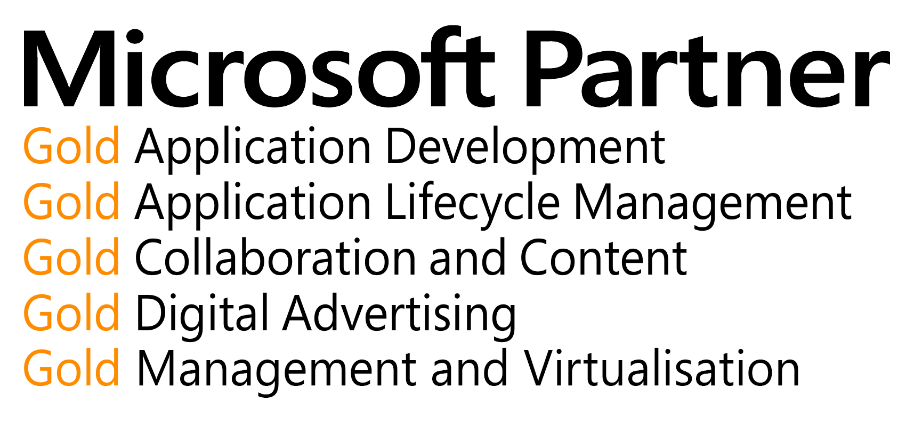 Microsoft Partner
Gold Application Development
Gold Application Lifecycle Management
Gold Collaboration and Content
Gold Digital Advertising
Gold Management and Virtualisation